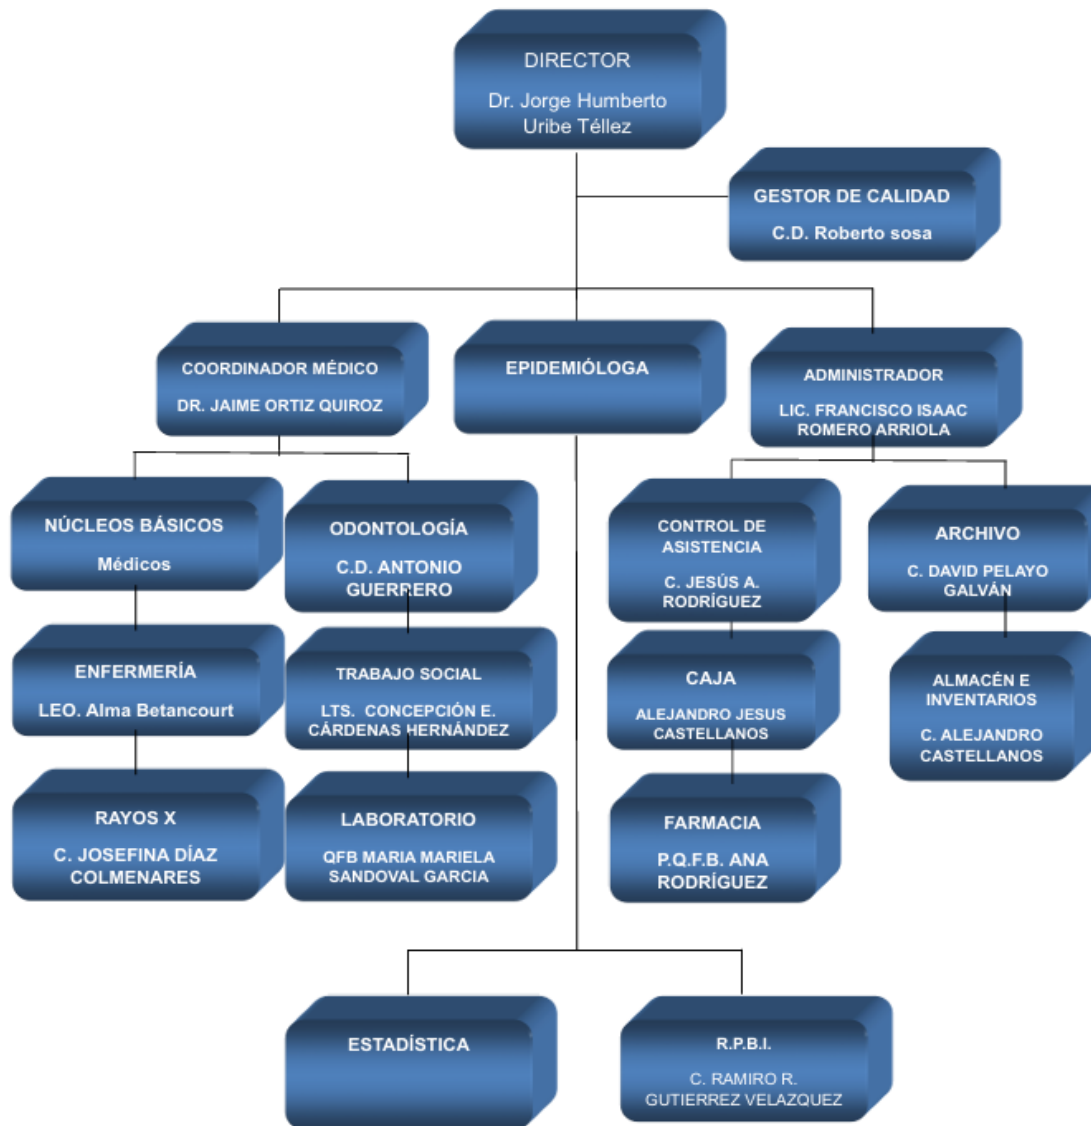 DIRECTOR
Dr. Jorge Humberto
Uribe Téllez
GESTOR DE CALIDAD
C.D. Roberto sosa
COORDINADOR MÉDICO
DR. JAIME ORTIZ QUIROZ
EPIDEMIÓLOGA
ADMINISTRADOR
LIC. FRANCISCO ISAAC
ROMERO ARRIOLA
NÚCLEOS BÁSICOS
Médicos
ODONTOLOGÍA
C.D. ANTONIO
GUERRERO
CONTROL DE
ASISTENCIA
C. JESÚS A.
RODRÍGUEZ
ARCHIVO
C. DAVID PELAYO
GALVÁN
ENFERMERÍA
LEO. Alma Betancourt
TRABAJO SOCIAL
LTS. CONCEPCIÓN E.
CÁRDENAS HERNÁNDEZ
CAJA
ALEJANDRO JESUS
CASTELLANOS
ALMACÉN E
INVENTARIOS
C. ALEJANDRO
CASTELLANOS
RAYOS X
C. JOSEFINA DÍAZ
COLMENARES
LABORATORIO
QFB MARIA MARIELA
SANDOVAL GARCIA
FARMACIA
P.Q.F.B. ANA
RODRÍGUEZ
ESTADÍSTICA
R.P.B.I.
C. RAMIRO R.
GUTIERREZ VELAZQUEZ